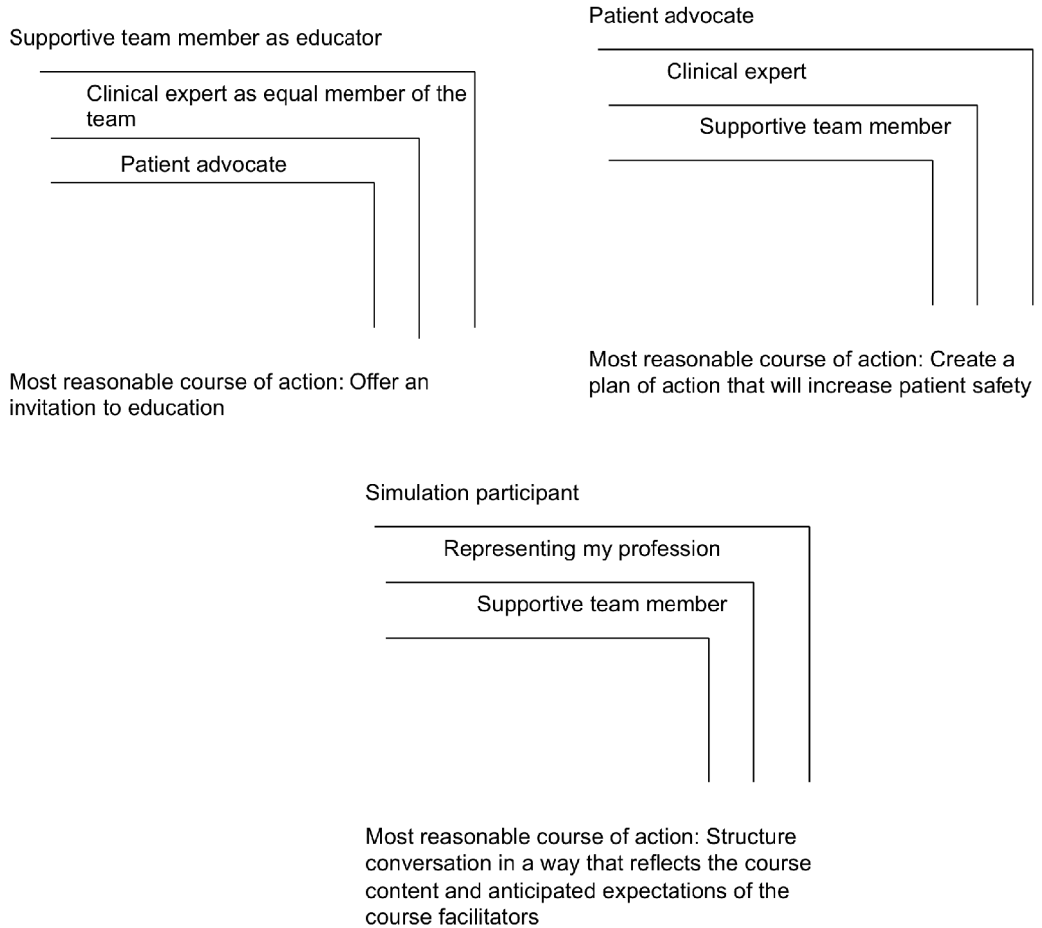 Supportive team member as educator
Clinical expert as equal member of the
team
Patient advocate
Most reasonable course of action: Offer an
invitation to education
Patient advocate
Clinical expert
Supportive team member
Most reasonable course of action: Create a
plan of action that will increase patient safety
Simulation participant
Representing my profession
Supportive team member
Most reasonable course of action: Structure
conversation in a way that reflects the course
content and anticipated expectations of the
course facilitators